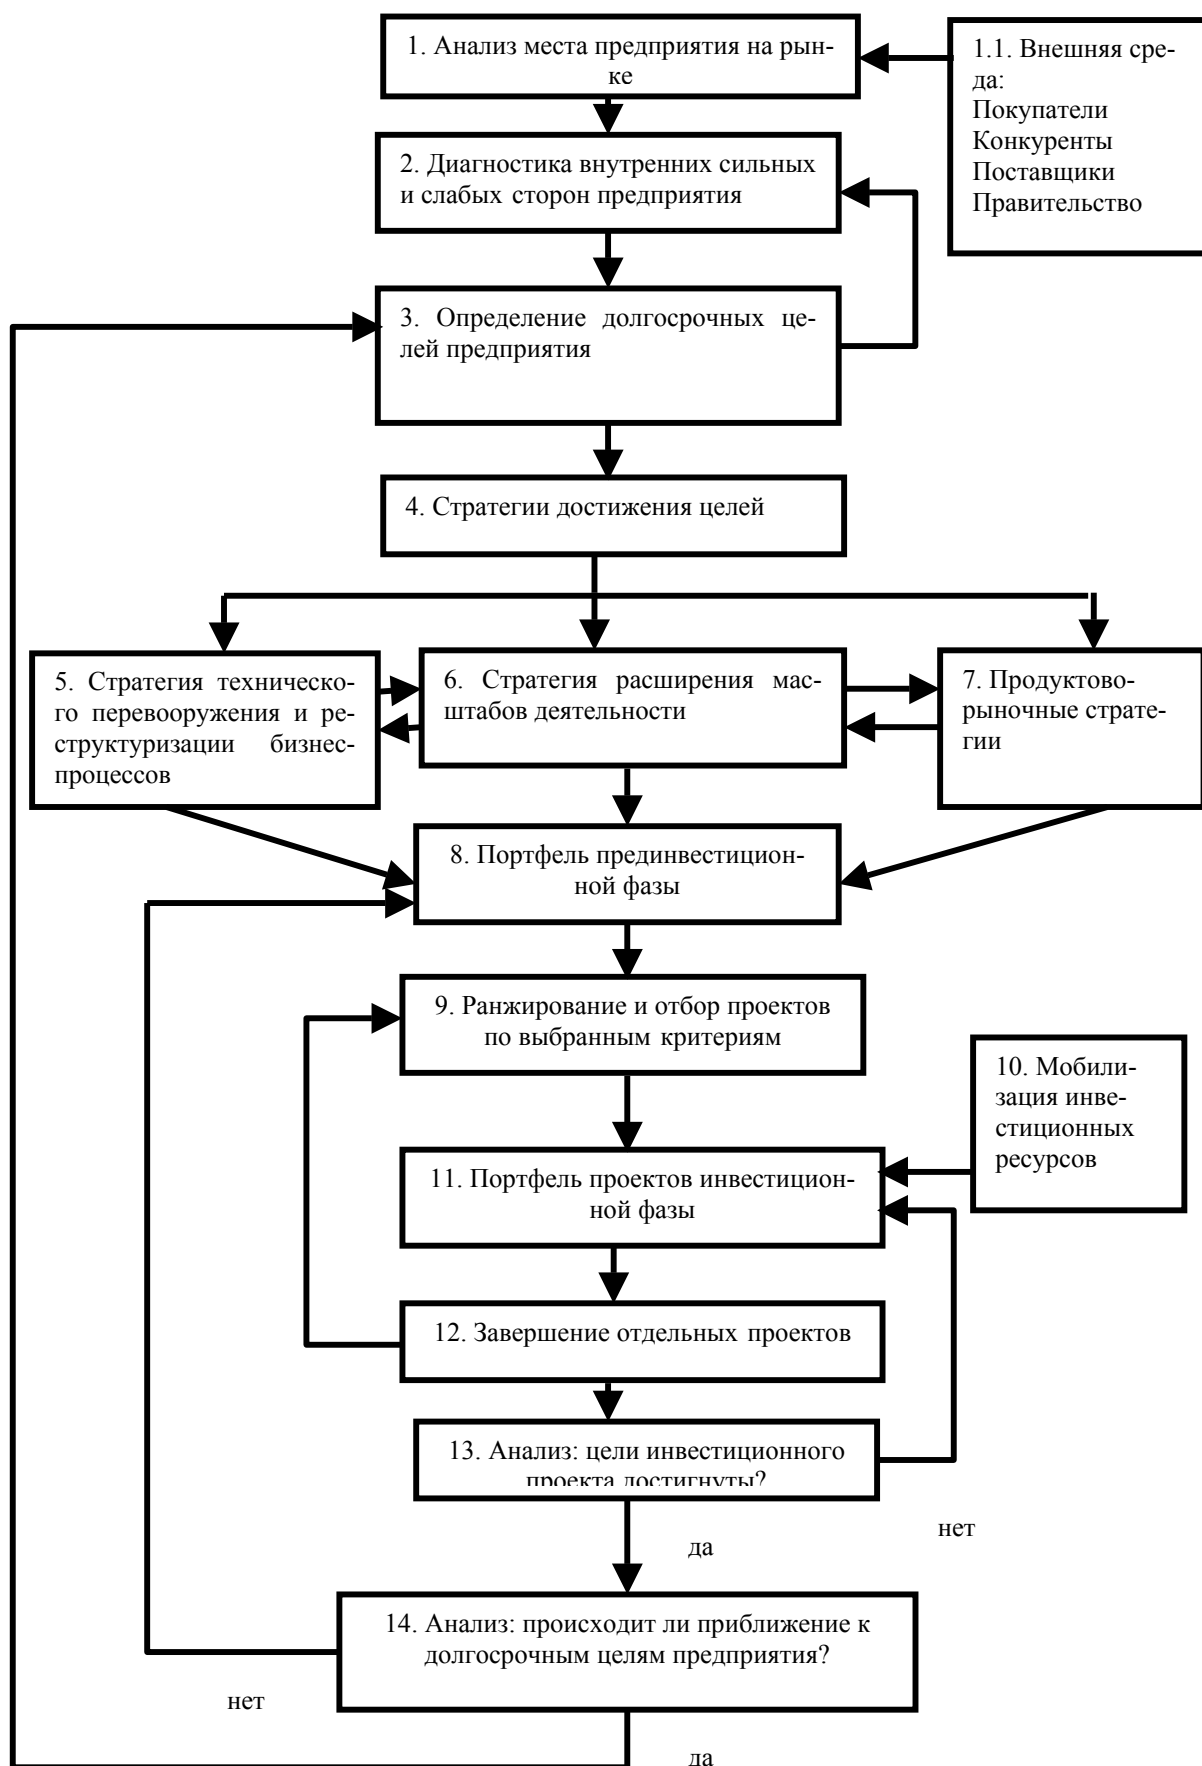 1. Анализ места предприятия на рын-
ке
1.1. Внешняя сре-
да:
Покупатели
Конкуренты
Поставщики
Правительство
2. Диагностика внутренних сильных
и слабых сторон предприятия
3. Определение долгосрочных це-
лей предприятия
4. Стратегии достижения целей
5. Стратегия техническо-
го перевооружения и ре-
структуризации бизнес-
процессов
6. Стратегия расширения мас-
штабов деятельности
7. Продуктово-
рыночные страте-
гии
8. Портфель прединвестицион-
ной фазы
9. Ранжирование и отбор проектов
по выбранным критериям
10. Мобили-
зация инве-
стиционных
ресурсов
11. Портфель проектов инвестицион-
ной фазы
12. Завершение отдельных проектов
13. Анализ: цели инвестиционного
проекта достигнуты?
нет
да
14. Анализ: происходит ли приближение к
долгосрочным целям предприятия?
нет
да